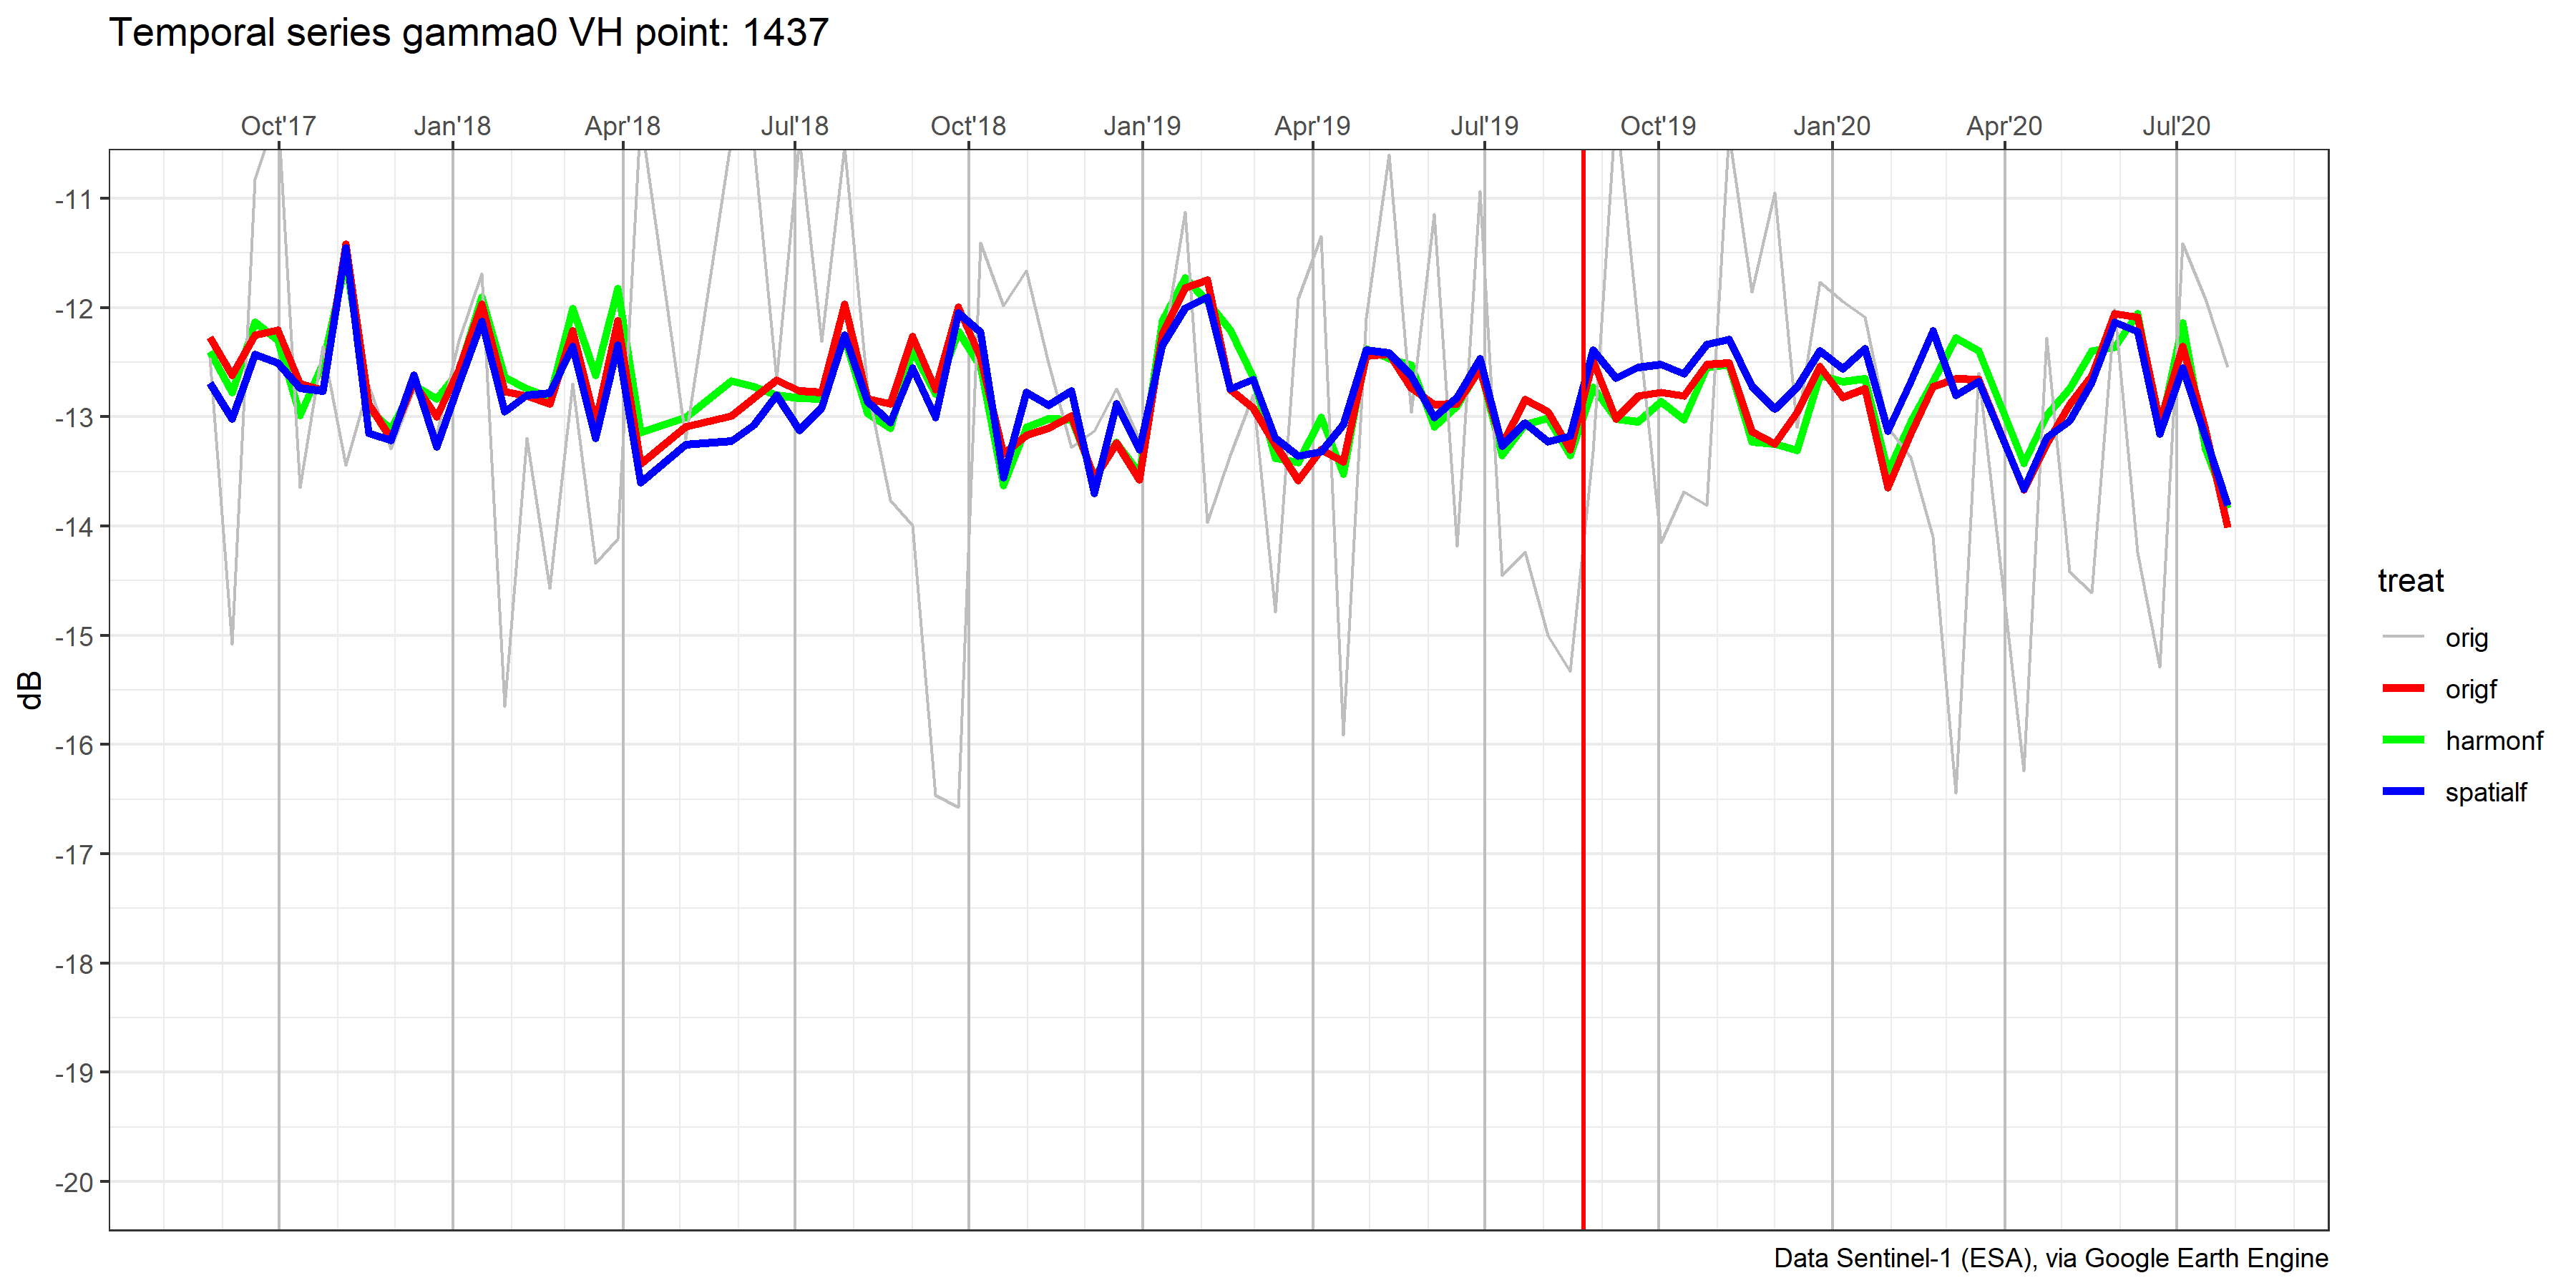 Temporal series gamma0 VH point: 1437
Oct'17 Jan'18 Apr'18 Jul'18 Oct'18 Jan'19 Apr'19 Jul'19 Oct'19 Jan'20 Apr'20 Jul'20
-11
-12
-13
-14
-15
-16
-17
-18
-19
-20
dB
treat
orig
origf
harmonf
spatialf
Data Sentinel-1 (ESA), via Google Earth Engine